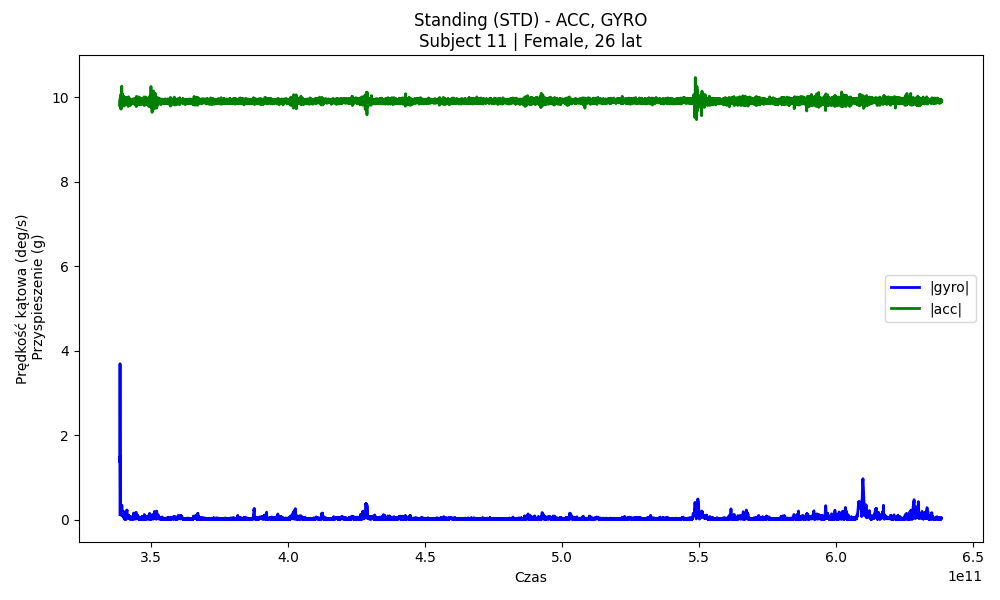 Standing (STD) - ACC, GYRO
Subject 11 | Female, 26 lat
Prędkość kątowa (deg/s)
Przyspieszenie (g)
10
8
6
4
2
0
|gyro|
|acc|
3.5
4.0
4.5
5.0
5.5
6.0
6.5
1e11
Czas